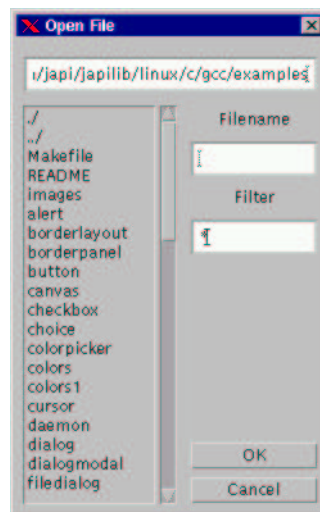 Open File
ı/japi/japilib/linux/c/gcc/examples
./
../
Makefile
README
images
alert
borderlayout
borderpanel
button
canvas
checkbox
choice
colorpicker
colors
colors1
cursor
daemon
dialog
dialogmodal
filedialog
Filename
Filter
OK
Cancel